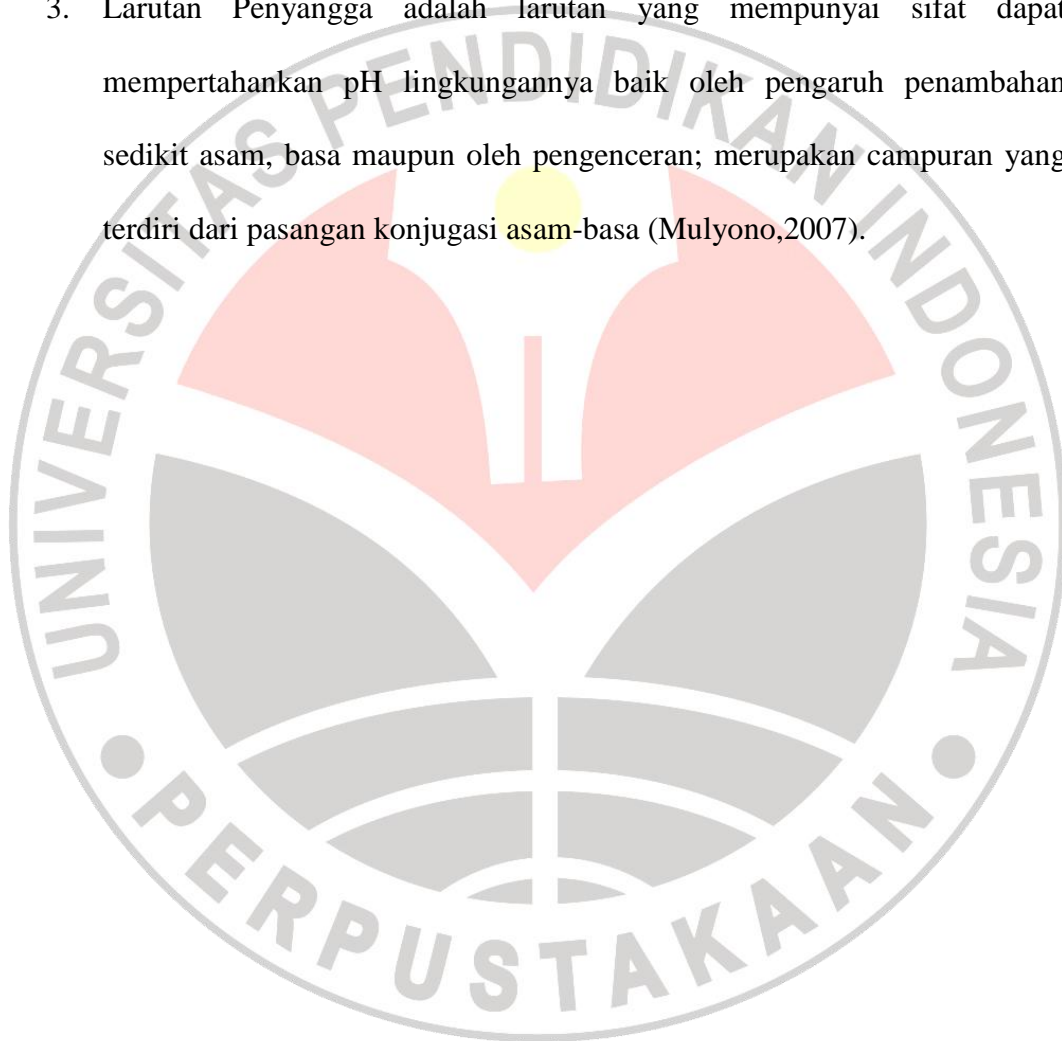 3. Larutan Penyangga adalah larutan yang mempunyai sifat dapat
mempertahankan pH lingkungannya baik oleh pengaruh penambahan
sedikit asam, basa maupun oleh pengenceran; merupakan campuran yang
terdiri dari pasangan konjugasi asam-basa (Mulyono,2007).
UNIVERSITAS PENDIDIKAN INDONESIA
PERPUSTAKAAN